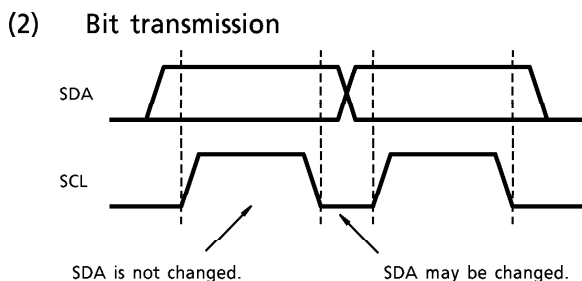 (2) Bit transmission
SDA
SCL
SDA is not changed.
SDA may be changed.